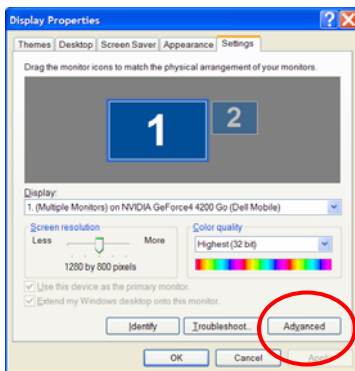 Display Properties
Themes Desktop Screen Saver Appearance Settings
Drag the monitor icons to match the physical arrangement of your monitors.
1 2
Display:
1. (Multiple Monitors) on NVIDIA GeForce4 4200 Go (Dell Mobile)
Screen resolution
Less More
1280 by 800 pixels
Color quality
Highest (32 bit)
Use this device as the primary monitor.
Extend my Windows desktop onto this monitor.
Identify Troubleshoot... Advanced
OK Cancel Apply